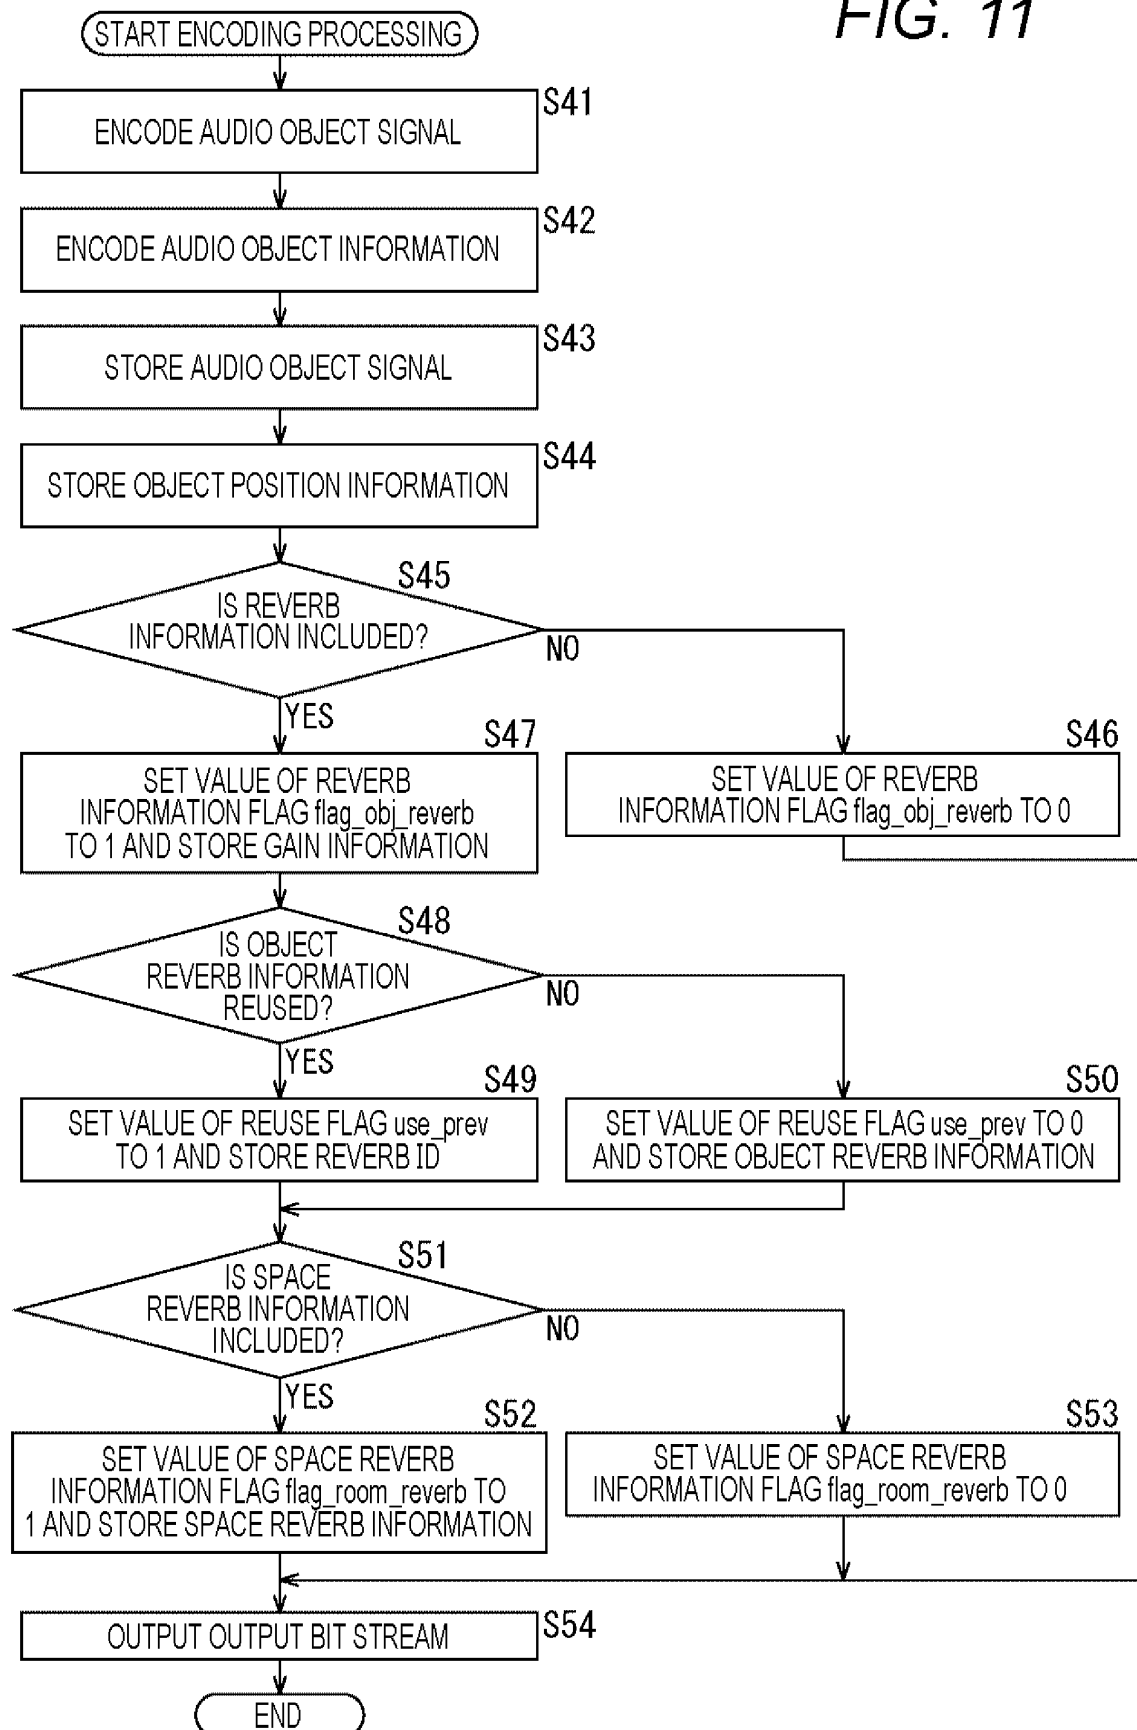 FIG. 11
START ENCODING PROCESSING
S41
ENCODE AUDIO OBJECT SIGNAL
S42
ENCODE AUDIO OBJECT INFORMATION
S43
STORE AUDIO OBJECT SIGNAL
S44
STORE OBJECT POSITION INFORMATION
S45
IS REVERB
INFORMATION INCLUDED?
NO
YES
S47
SET VALUE OF REVERB
INFORMATION FLAG flag_obj_reverb
TO 1 AND STORE GAIN INFORMATION
S46
SET VALUE OF REVERB
INFORMATION FLAG flag_obj_reverb TO 0
S48
IS OBJECT
REVERB INFORMATION
REUSED?
NO
YES
S49
SET VALUE OF REUSE FLAG use_prev
TO 1 AND STORE REVERB ID
S50
SET VALUE OF REUSE FLAG use_prev TO 0
AND STORE OBJECT REVERB INFORMATION
S51
IS SPACE
REVERB INFORMATION
INCLUDED?
NO
YES
S52
SET VALUE OF SPACE REVERB
INFORMATION FLAG flag_room_reverb TO
1 AND STORE SPACE REVERB INFORMATION
S53
SET VALUE OF SPACE REVERB
INFORMATION FLAG flag_room_reverb TO 0
S54
OUTPUT OUTPUT BIT STREAM
END